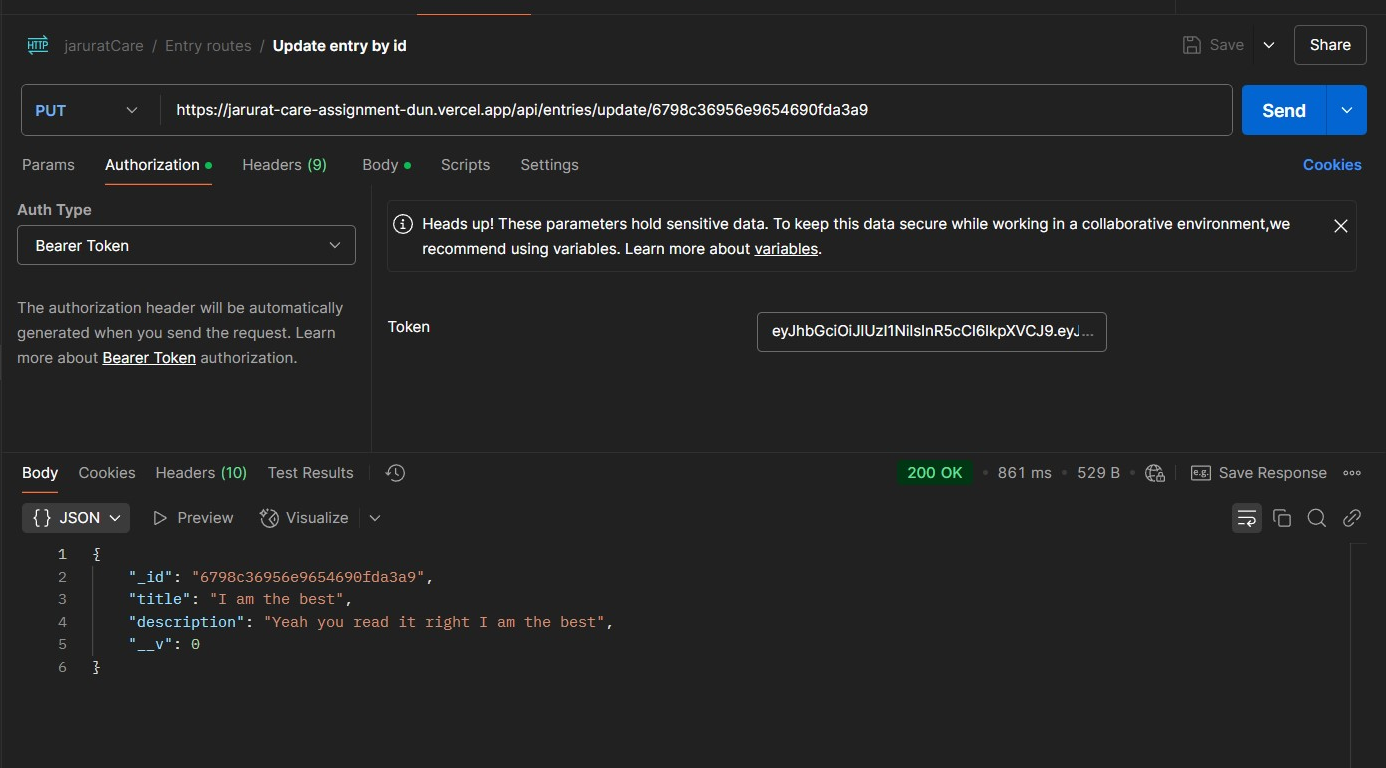 HTTP jaruratCare / Entry routes / Update entry by id Save Share
PUT https://jarurat-care-assignment-dun.vercel.app/api/entries/update/6798c36956e9654690fda3a9 Send
Params Authorization Headers (9) Body Scripts Settings Cookies
Auth Type
Bearer Token
The authorization header will be automatically
generated when you send the request. Learn
more about Bearer Token authorization.
Heads up! These parameters hold sensitive data. To keep this data secure while working in a collaborative environment,we
recommend using variables. Learn more about variables.
Token eyJhbGciOiJIUzI1NiIsInR5cCI6IkpXVCJ9.eyJ...
Body Cookies Headers (10) Test Results 200 OK • 861 ms • 529 B • e.g. Save Response
{} JSON Preview Visualize
1 {
2 "_id": "6798c36956e9654690fda3a9",
3 "title": "I am the best",
4 "description": "Yeah you read it right I am the best",
5 "__v": 0
6 }